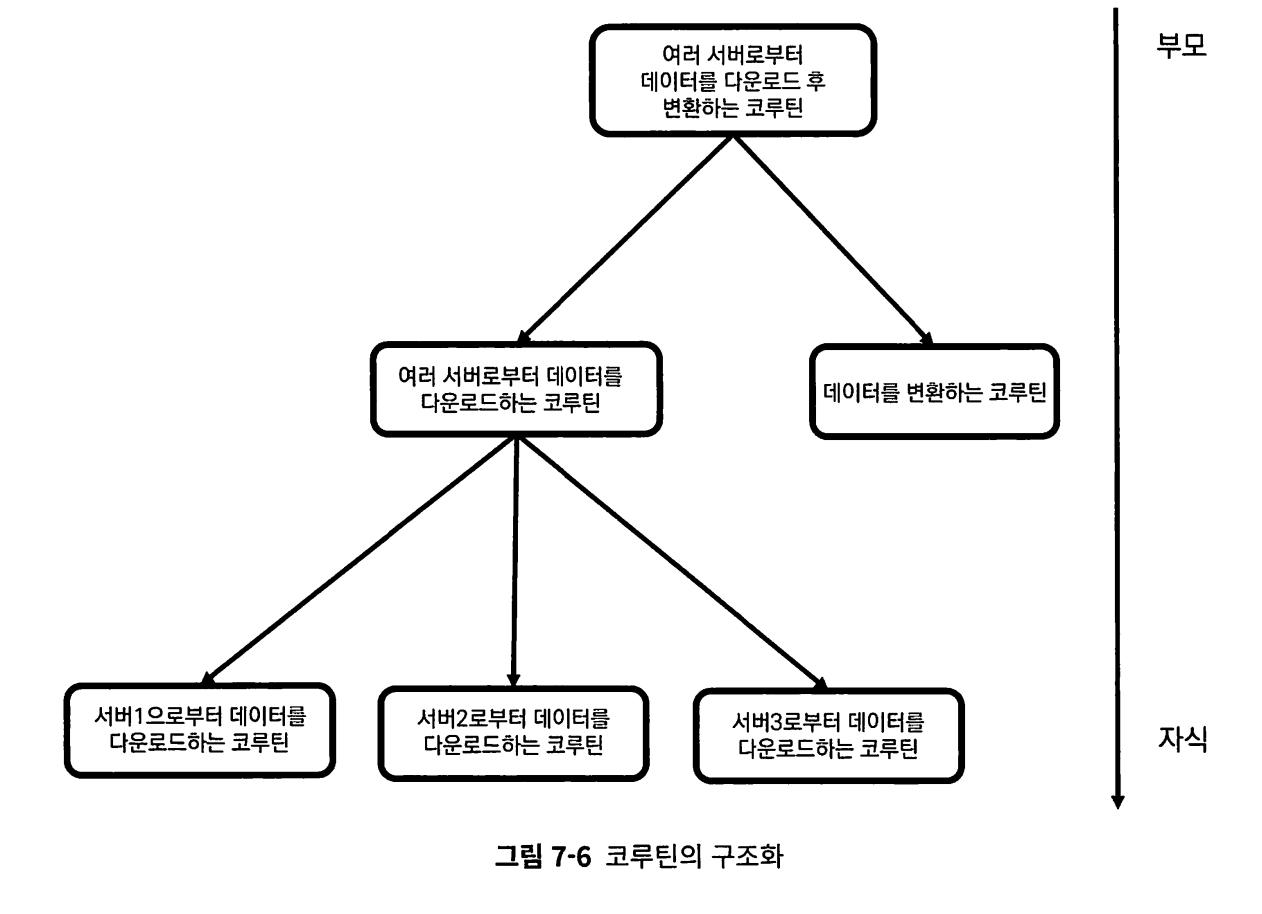 여러 서버로부터
데이터를 다운로드 후
변환하는 코루틴
부모
여러 서버로부터 데이터를
다운로드하는 코루틴
데이터를 변환하는 코루틴
서버1으로부터 데이터를
다운로드하는 코루틴
서버2로부터 데이터를
다운로드하는 코루틴
서버3로부터 데이터를
다운로드하는 코루틴
자식
그림 7-6 코루틴의 구조화